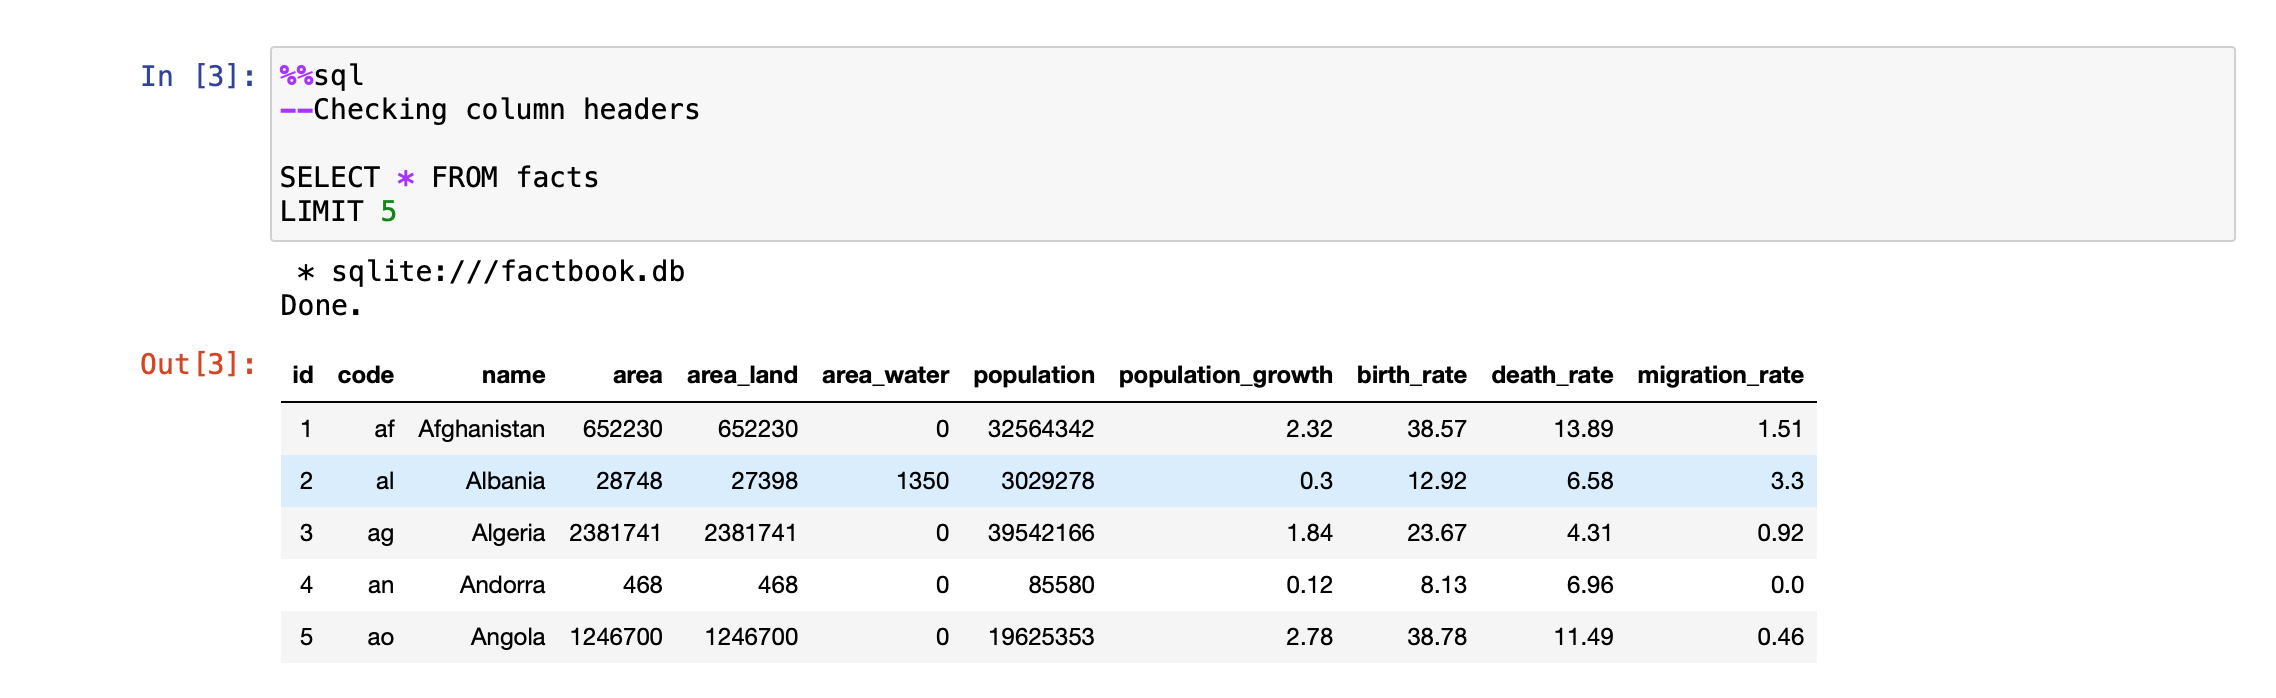 In [3]: %%sql
--Checking column headers
SELECT * FROM facts
LIMIT 5
* sqlite:///factbook.db
Done.
Out[3]:
id code name area area_land area_water population population_growth birth_rate death_rate migration_rate
1 af Afghanistan 652230 652230 0 32564342 2.32 38.57 13.89 1.51
2 al Albania 28748 27398 1350 3029278 0.3 12.92 6.58 3.3
3 ag Algeria 2381741 2381741 0 39542166 1.84 23.67 4.31 0.92
4 an Andorra 468 468 0 85580 0.12 8.13 6.96 0.0
5 ao Angola 1246700 1246700 0 19625353 2.78 38.78 11.49 0.46